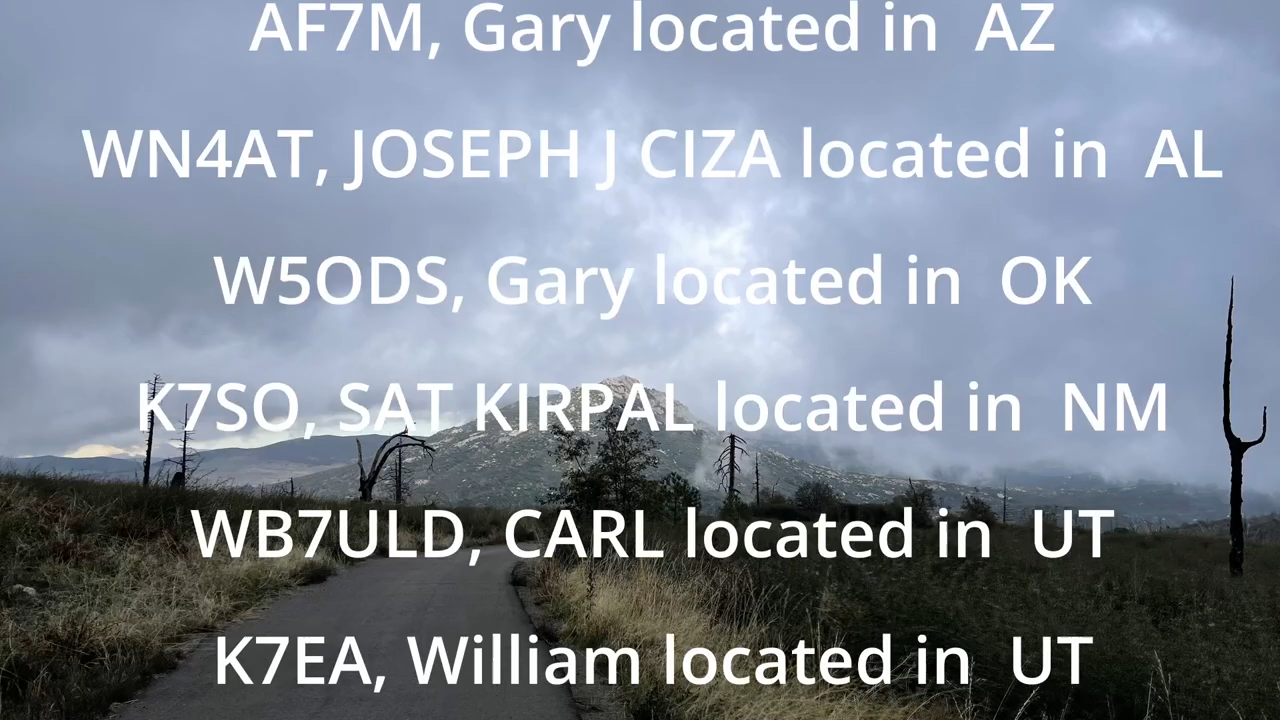 AF7M, Gary located in AZ
WN4AT, JOSEPH J CIZA located in AL
W5ODS, Gary located in OK
K7SO, SAT KIRPAL located in NM
WB7ULD, CARL located in UT
K7EA, William located in UT